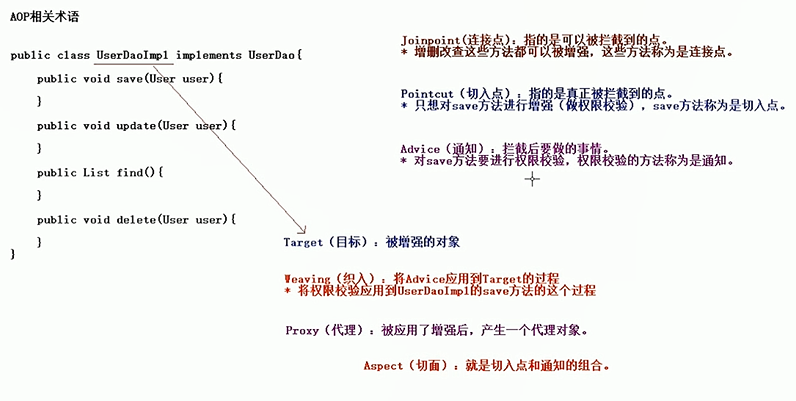 AOP相关术语
public class UserDaoImpl implements UserDao{
public void save(User user){
}
public void update(User user){
}
public List find(){
}
public void delete(User user){
}
}
Joinpoint(连接点): 指的是可以被拦截到的点。
* 增删改查这些方法都可以被增强，这些方法称为是连接点。
Pointcut（切入点）: 指的是真正被拦截到的点。
* 只想对save方法进行增强（做权限校验），save方法称为是切入点。
Advice（通知）: 拦截后要做的事情。
* 对save方法要进行权限校验，权限校验的方法称为是通知。
Target（目标）: 被增强的对象
Weaving（织入）: 将Advice应用到Target的过程
* 将权限校验应用到UserDaoImpl的save方法的这个过程
Proxy（代理）: 被应用了增强后，产生一个代理对象。
Aspect（切面）: 就是切入点和通知的组合。